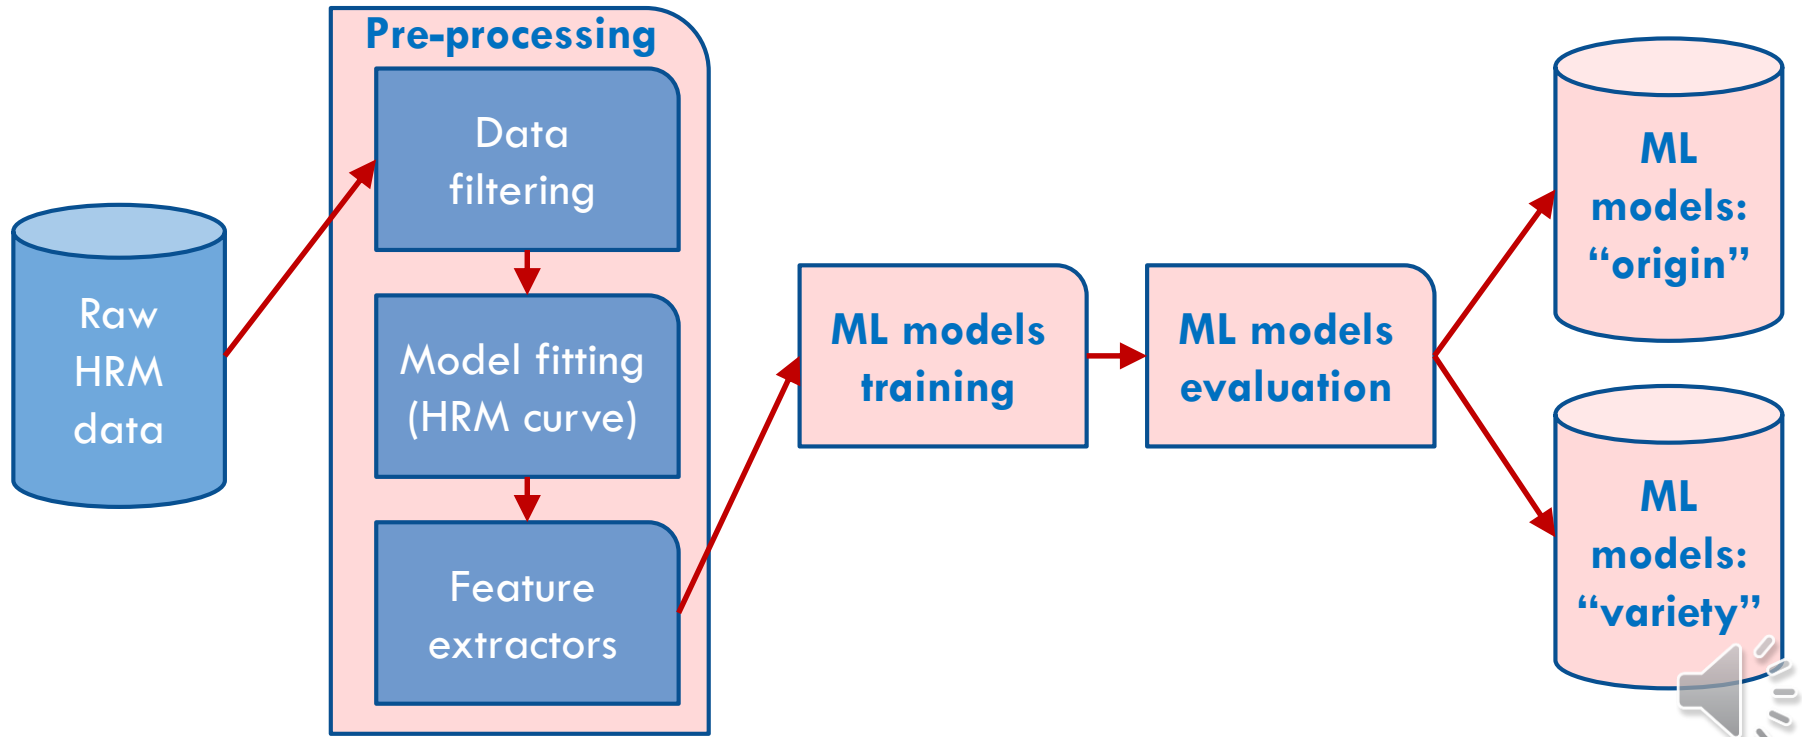 Pre-processing
Data
filtering
Raw
HRM
data
Model fitting
(HRM curve)
Feature
extractors
ML models
training
ML models
evaluation
ML
models:
“origin”
ML
models:
“variety”